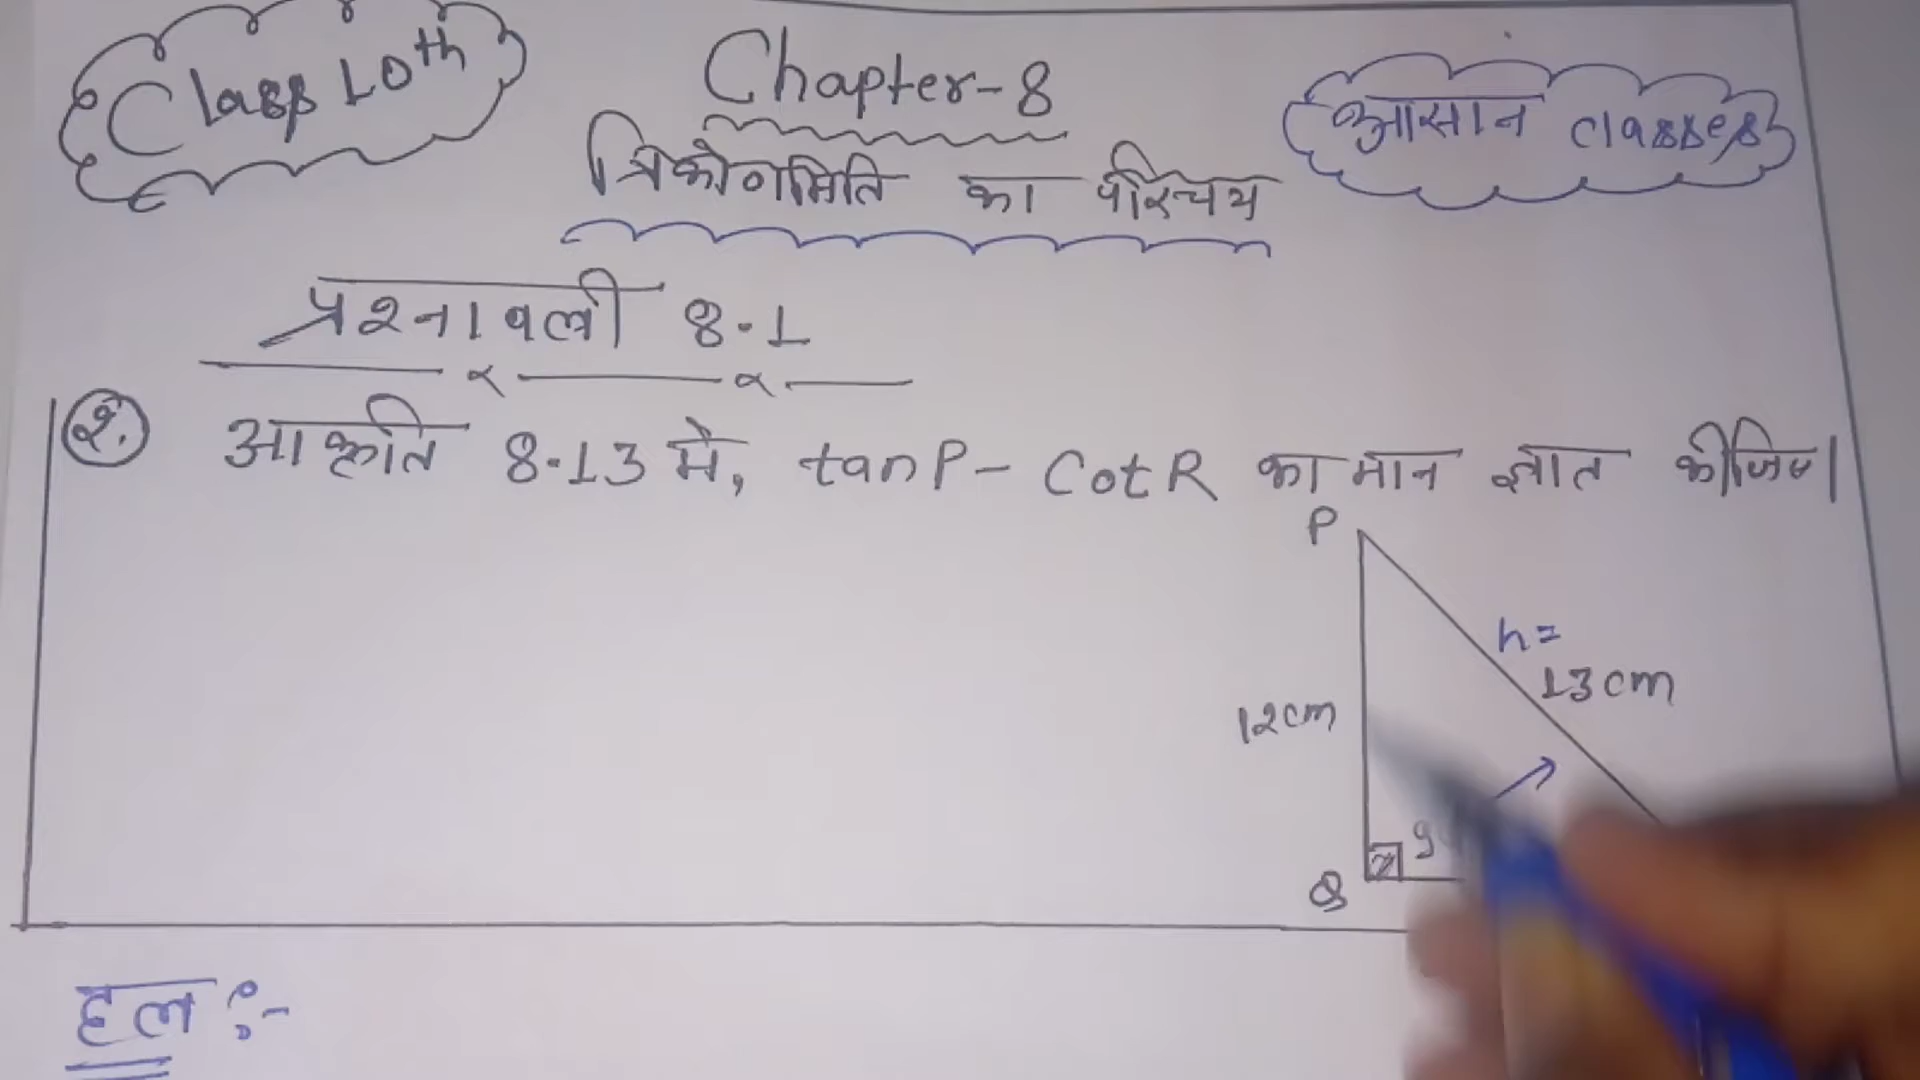 Class 10th
Chapter-8
आसान classes
त्रिकोणमिति का परिचय
प्रश्नावली 8.1
2. आकृति 8.13 में, tanP - CotR का मान ज्ञात कीजिए।
P
h=
13cm
12cm
Q
हल :-